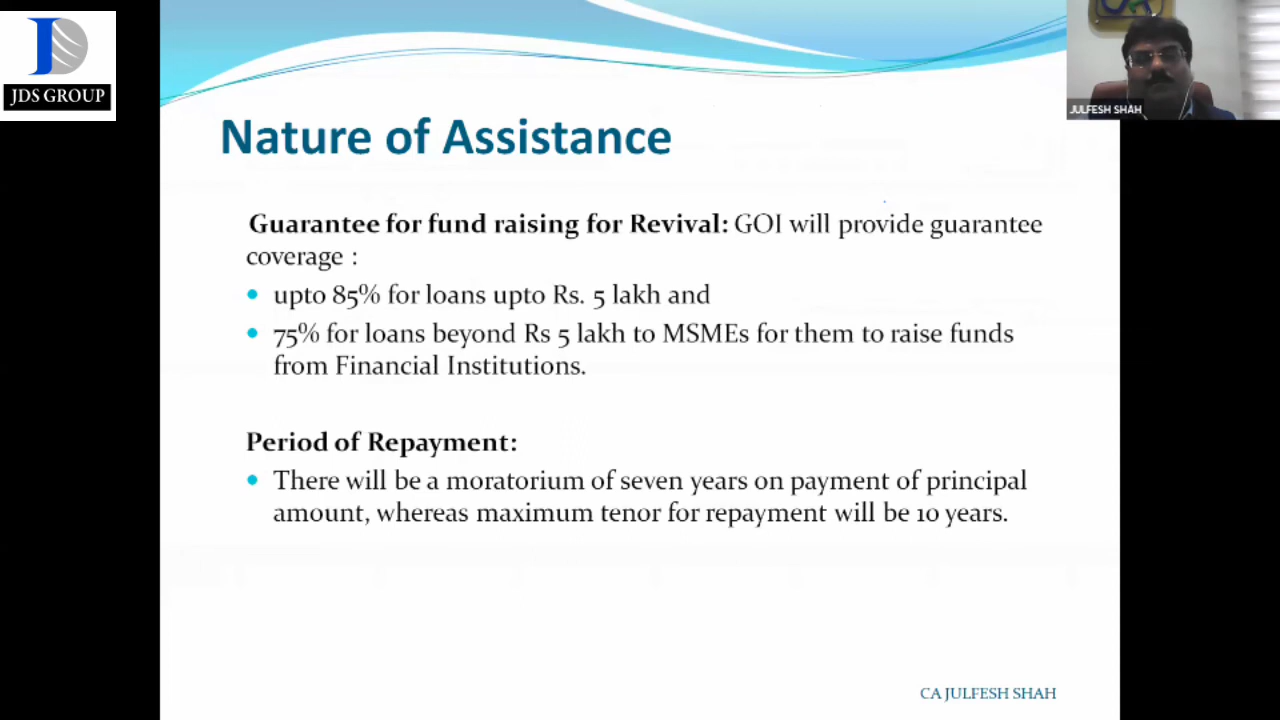 JDS GROUP
JULFESH SHAH
Nature of Assistance
Guarantee for fund raising for Revival: GOI will provide guarantee
coverage :
• upto 85% for loans upto Rs. 5 lakh and
• 75% for loans beyond Rs 5 lakh to MSMEs for them to raise funds
from Financial Institutions.
Period of Repayment:
• There will be a moratorium of seven years on payment of principal
amount, whereas maximum tenor for repayment will be 10 years.
CA JULFESH SHAH